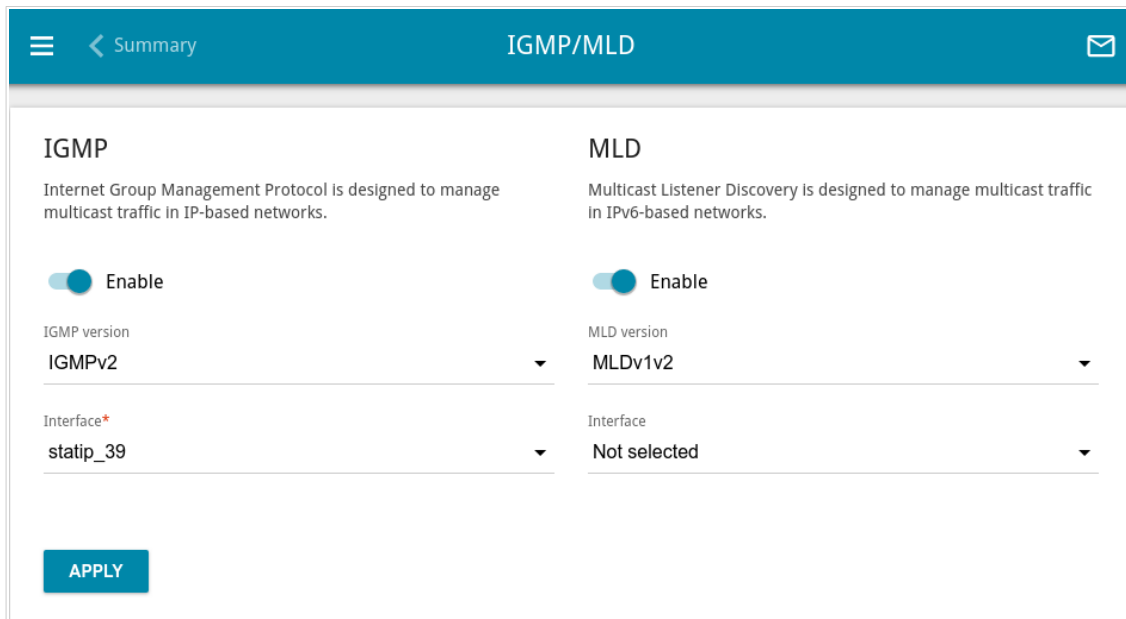 Summary
IGMP/MLD
IGMP
Internet Group Management Protocol is designed to manage
multicast traffic in IP-based networks.
Enable
IGMP version
IGMPv2
Interface*
statip_39
MLD
Multicast Listener Discovery is designed to manage multicast traffic
in IPv6-based networks.
Enable
MLD version
MLDv1v2
Interface
Not selected
APPLY